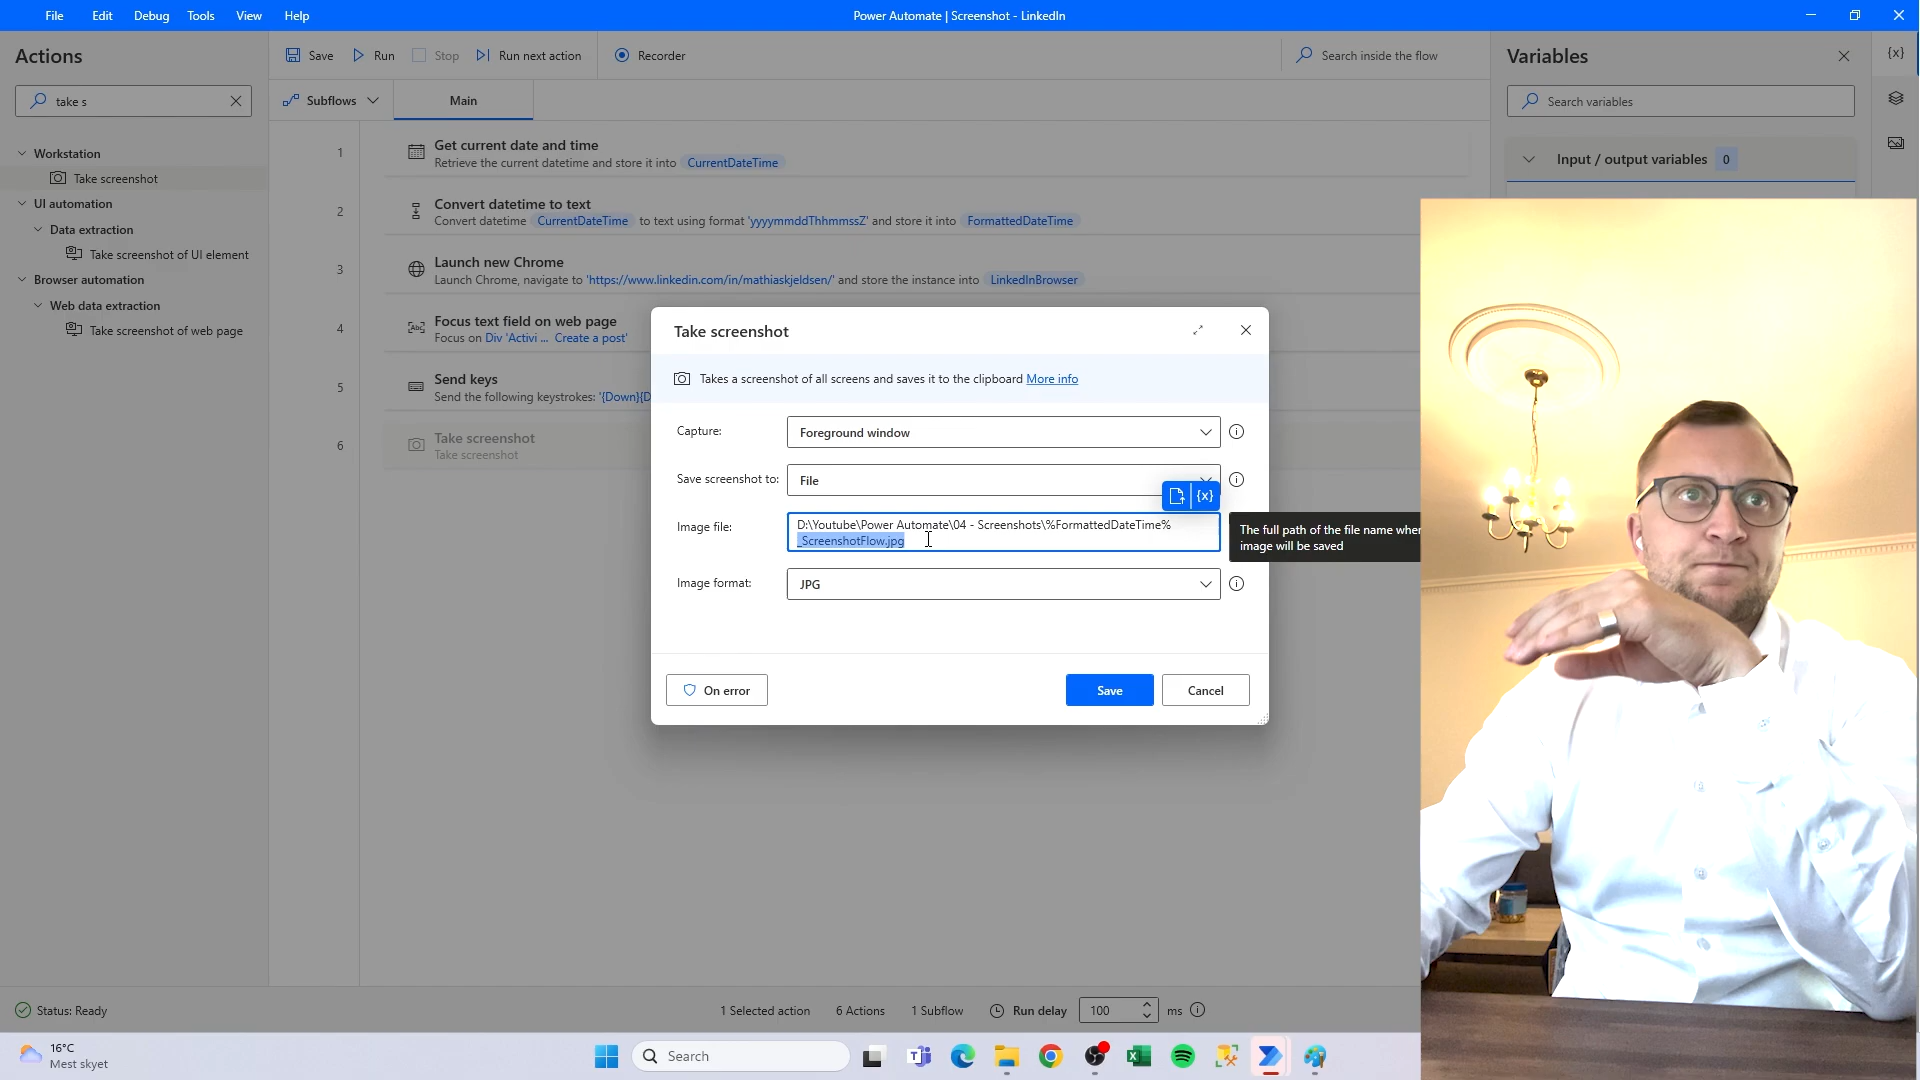 File Edit Debug Tools View Help
Power Automate | Screenshot - LinkedIn
Actions
Save Run Stop Run next action Recorder
Search inside the flow
Variables
{x}
take s
Subflows Main
Search variables
Workstation
Take screenshot
UI automation
Data extraction
Take screenshot of UI element
Browser automation
Web data extraction
Take screenshot of web page
Input / output variables 0
1
Get current date and time
Retrieve the current datetime and store it into CurrentDateTime
2
Convert datetime to text
Convert datetime CurrentDateTime to text using format 'yyyymmddThhmmssZ' and store it into FormattedDateTime
3
Launch new Chrome
Launch Chrome, navigate to 'https://www.linkedin.com/in/mathiaskjeldsen/' and store the instance into LinkedInBrowser
4
Focus text field on web page
Focus on Div 'Activi ... Create a post'
5
Send keys
Send the following keystrokes: '{Down}{D
6
Take screenshot
Take screenshot
Take screenshot
Takes a screenshot of all screens and saves it to the clipboard More info
Capture: Foreground window
Save screenshot to: File
{x}
Image file: D:\Youtube\Power Automate\04 - Screenshots\%FormattedDateTime%
_ScreenshotFlow.jpg
The full path of the file name wher
image will be saved
Image format: JPG
On error Save Cancel
Status: Ready 1 Selected action 6 Actions 1 Subflow Run delay 100 ms
16°C
Mest skyet
Search